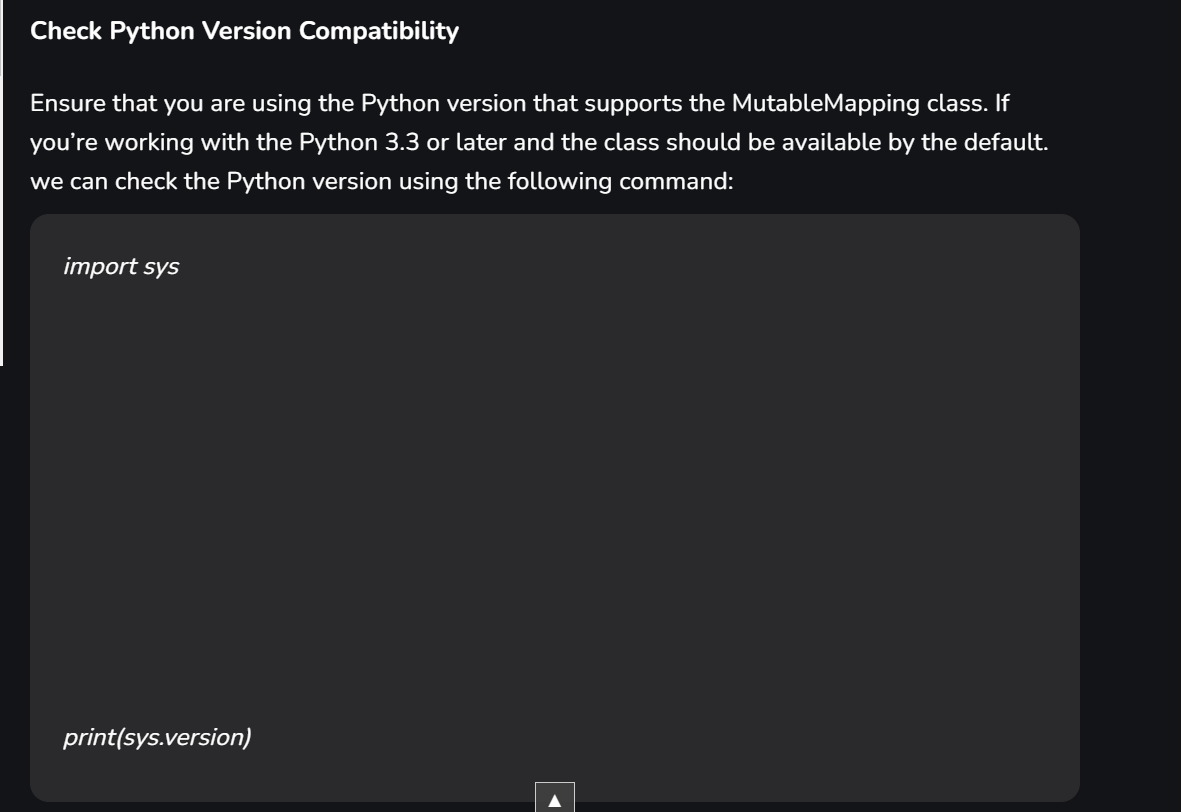 Check Python Version Compatibility
Ensure that you are using the Python version that supports the MutableMapping class. If
you’re working with the Python 3.3 or later and the class should be available by the default.
we can check the Python version using the following command:
import sys
print(sys.version)